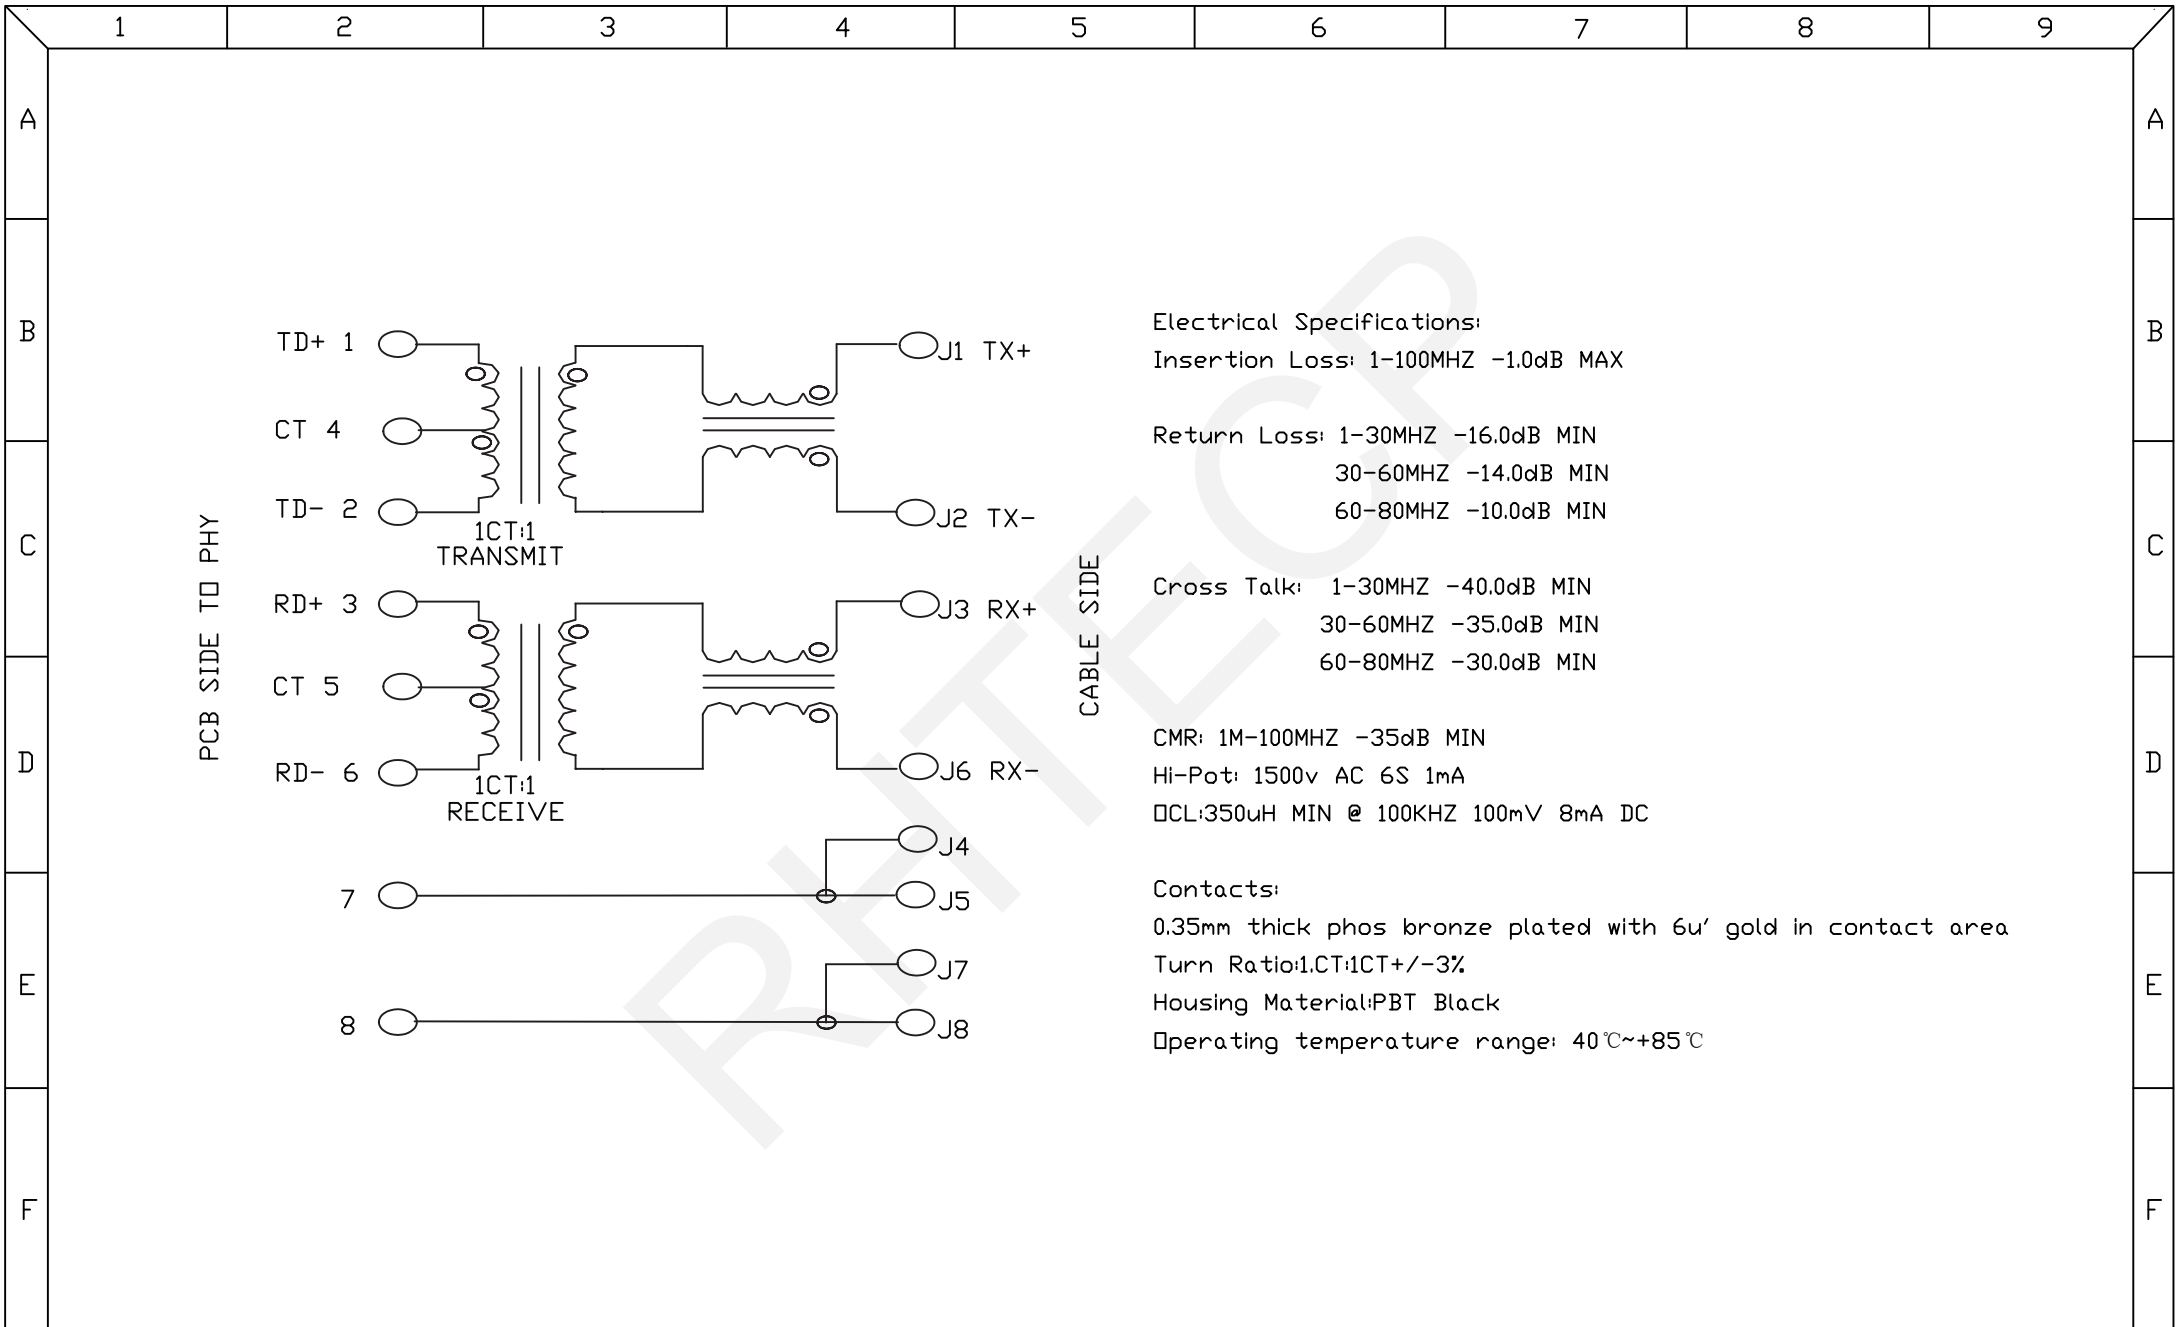 1 2 3 4 5 6 7 8 9
A A
B B
C C
D D
E E
F F
PCB SIDE TO PHY
TD+ 1
CT 4
TD- 2
1CT:1
TRANSMIT
RD+ 3
CT 5
RD- 6
1CT:1
RECEIVE
7
8
J1 TX+
J2 TX-
J3 RX+
J6 RX-
J4
J5
J7
J8
CABLE SIDE
Electrical Specifications:
Insertion Loss: 1-100MHZ -1.0dB MAX
Return Loss: 1-30MHZ -16.0dB MIN
30-60MHZ -14.0dB MIN
60-80MHZ -10.0dB MIN
Cross Talk: 1-30MHZ -40.0dB MIN
30-60MHZ -35.0dB MIN
60-80MHZ -30.0dB MIN
CMR: 1M-100MHZ -35dB MIN
Hi-Pot: 1500v AC 6S 1mA
OCL:350uH MIN @ 100KHZ 100mV 8mA DC
Contacts:
0.35mm thick phos bronze plated with 6u' gold in contact area
Turn Ratio:1.CT:1CT+/-3%
Housing Material:PBT Black
Operating temperature range: 40℃~+85℃
RHTECP